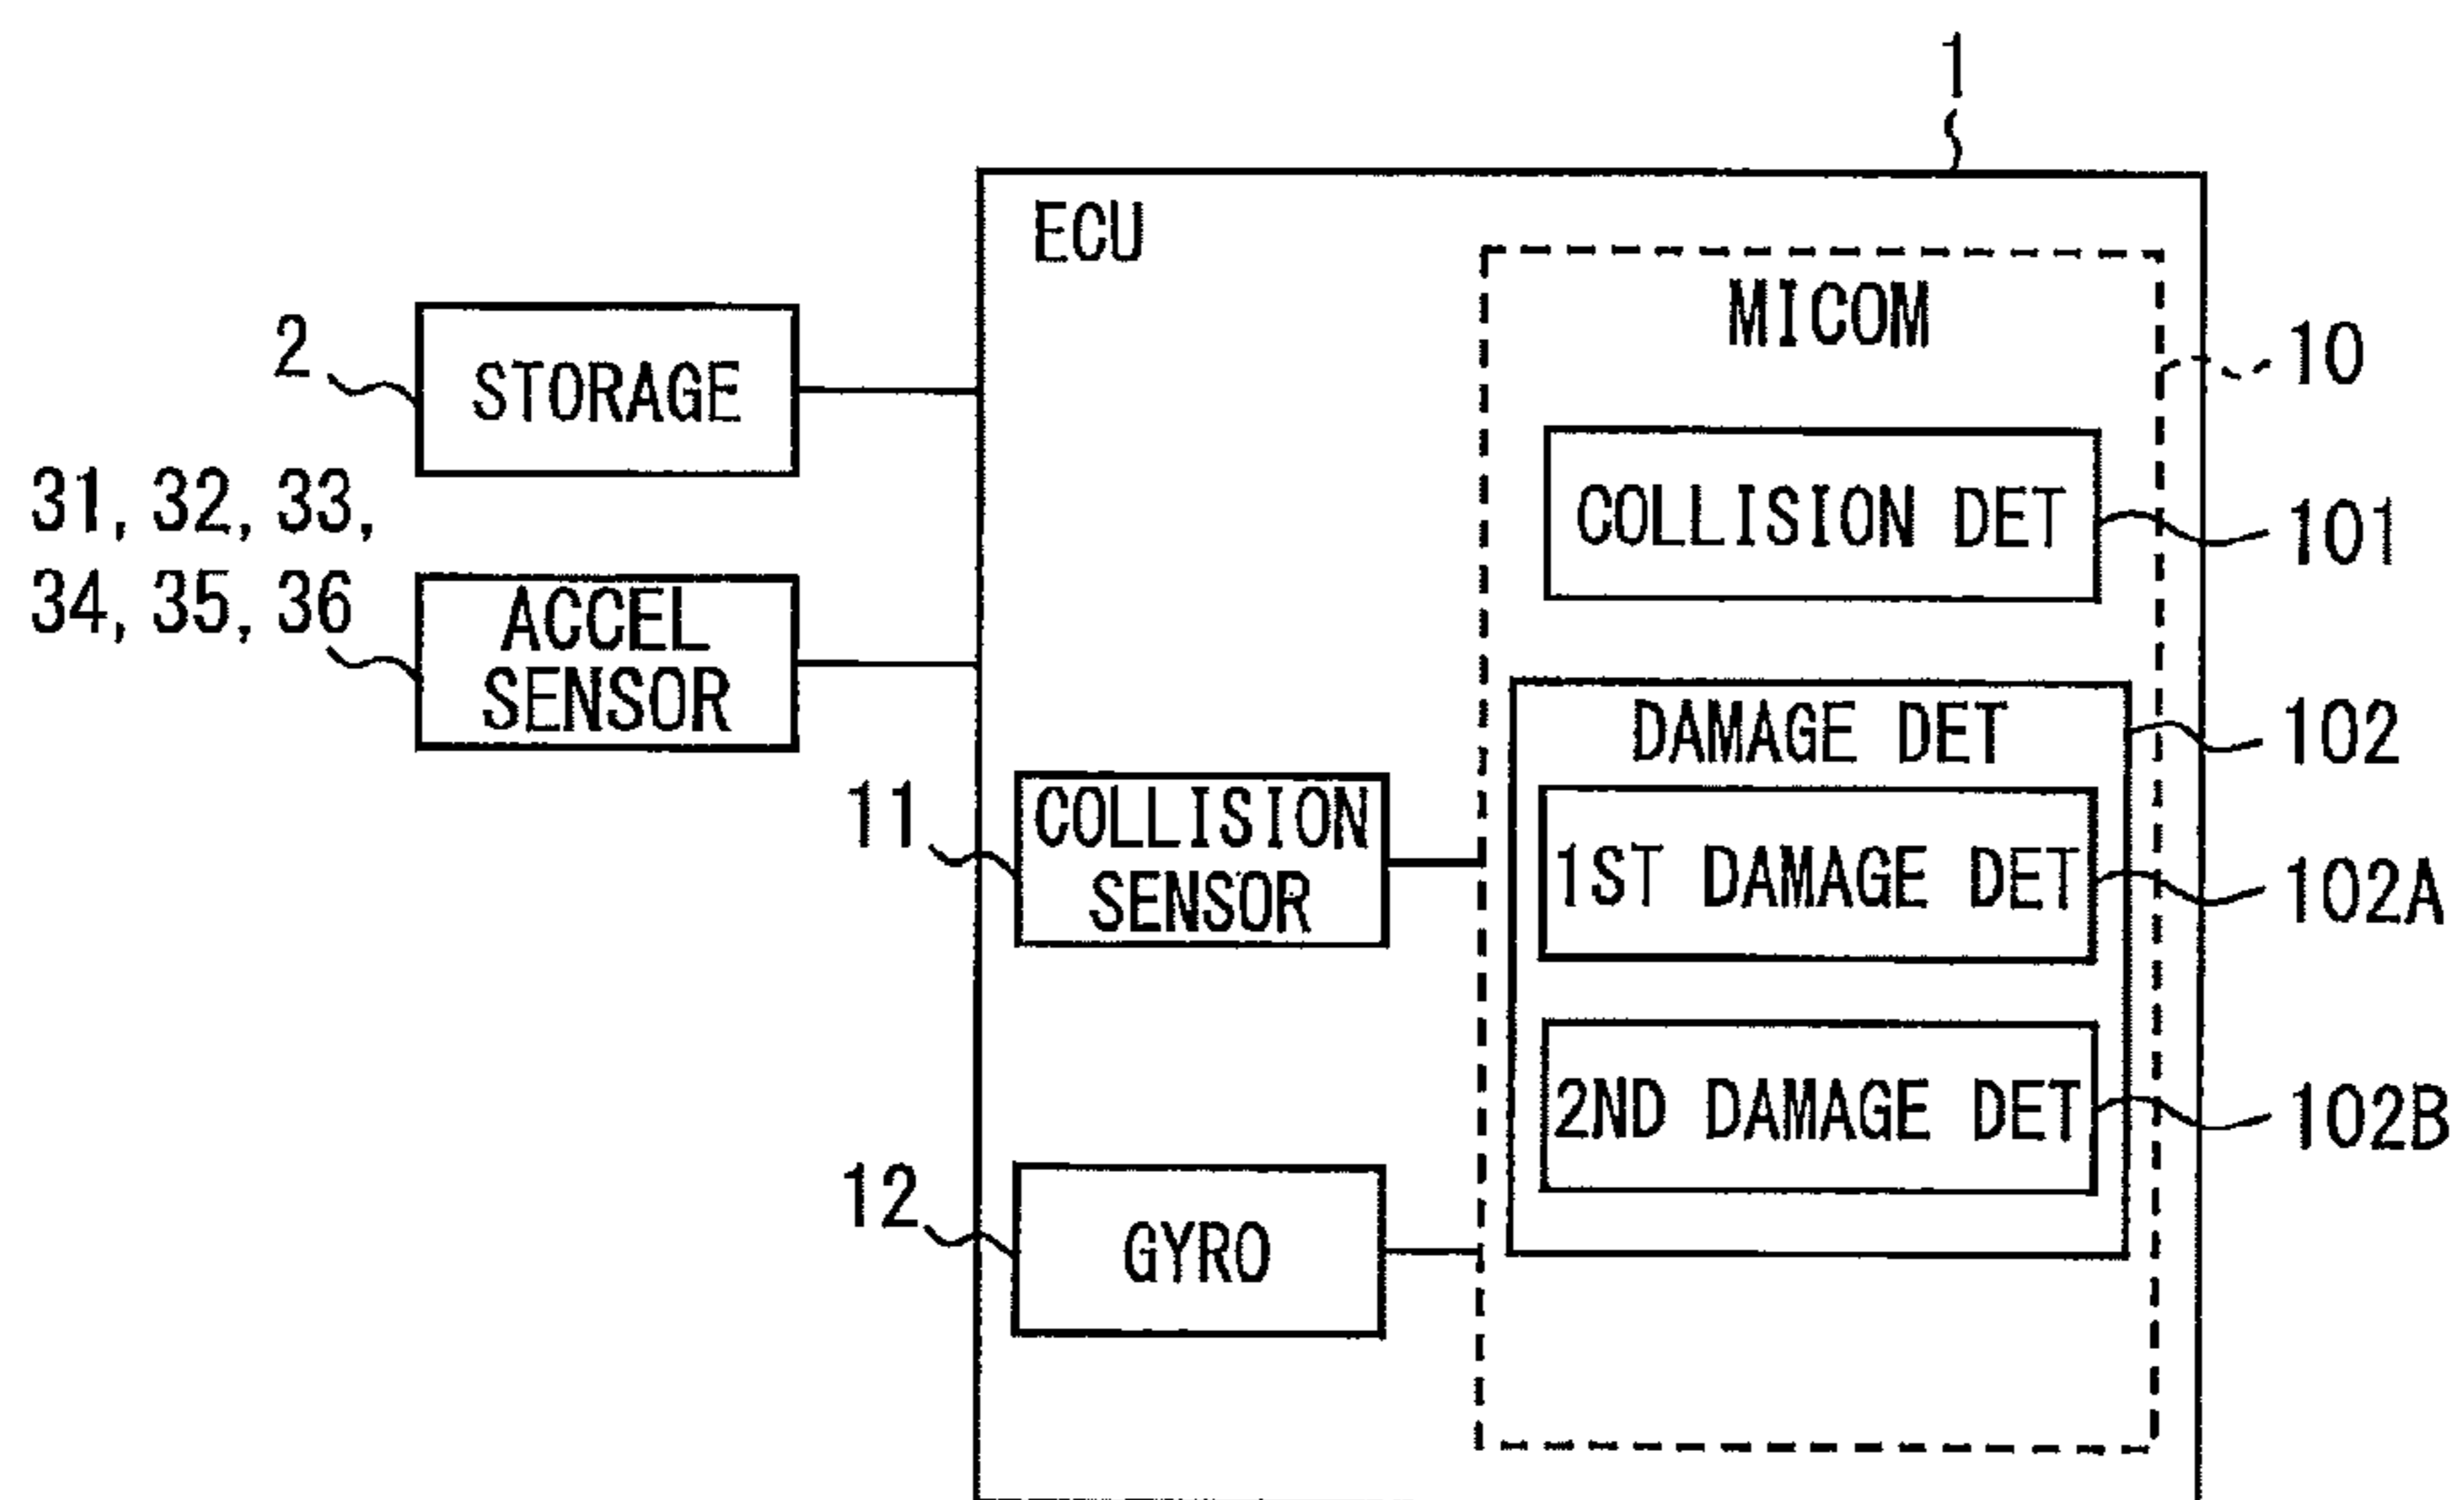 1
ECU
MICOM
2
STORAGE
10
31, 32, 33,
34, 35, 36
ACCEL
SENSOR
COLLISION DET
101
DAMAGE DET
102
11
COLLISION
SENSOR
1ST DAMAGE DET
102A
2ND DAMAGE DET
102B
12
GYRO